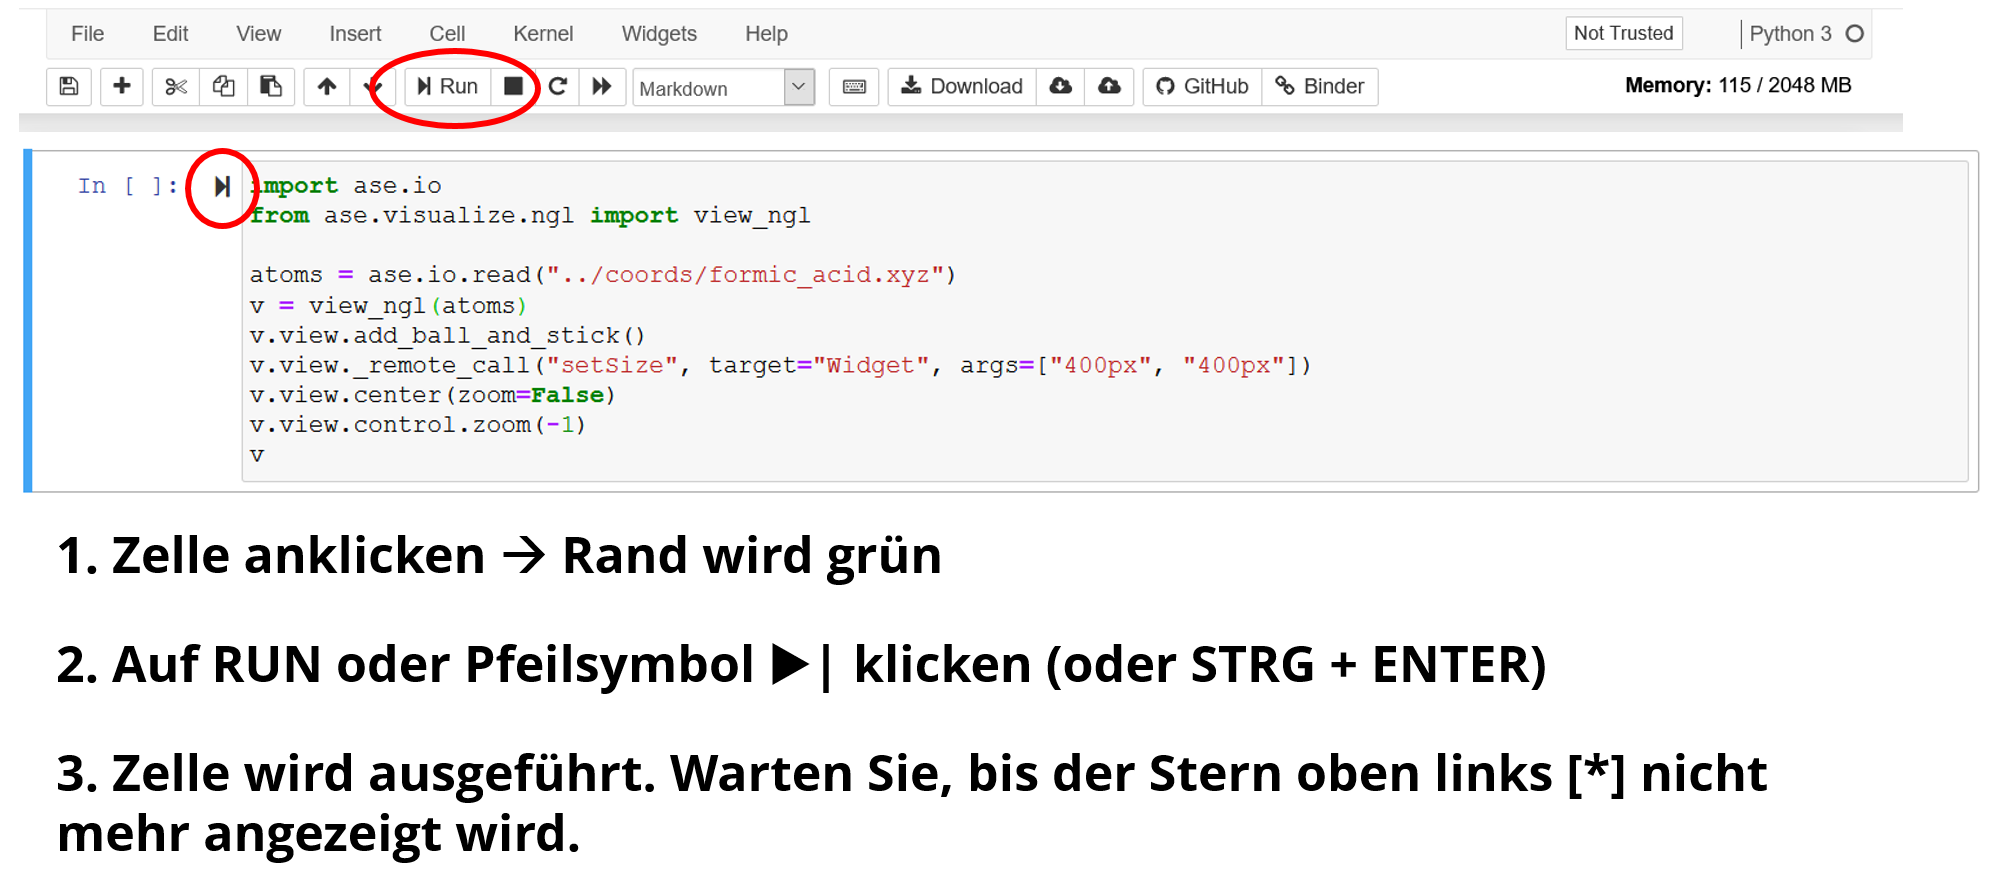 File Edit View Insert Cell Kernel Widgets Help Not Trusted Python 3
Run Markdown Download GitHub Binder Memory: 115 / 2048 MB
In [ ]: import ase.io
from ase.visualize.ngl import view_ngl
atoms = ase.io.read("../coords/formic_acid.xyz")
v = view_ngl(atoms)
v.view.add_ball_and_stick()
v.view._remote_call("setSize", target="Widget", args=["400px", "400px"])
v.view.center(zoom=False)
v.view.control.zoom(-1)
v
1. Zelle anklicken → Rand wird grün
2. Auf RUN oder Pfeilsymbol ▶| klicken (oder STRG + ENTER)
3. Zelle wird ausgeführt. Warten Sie, bis der Stern oben links [*] nicht
mehr angezeigt wird.